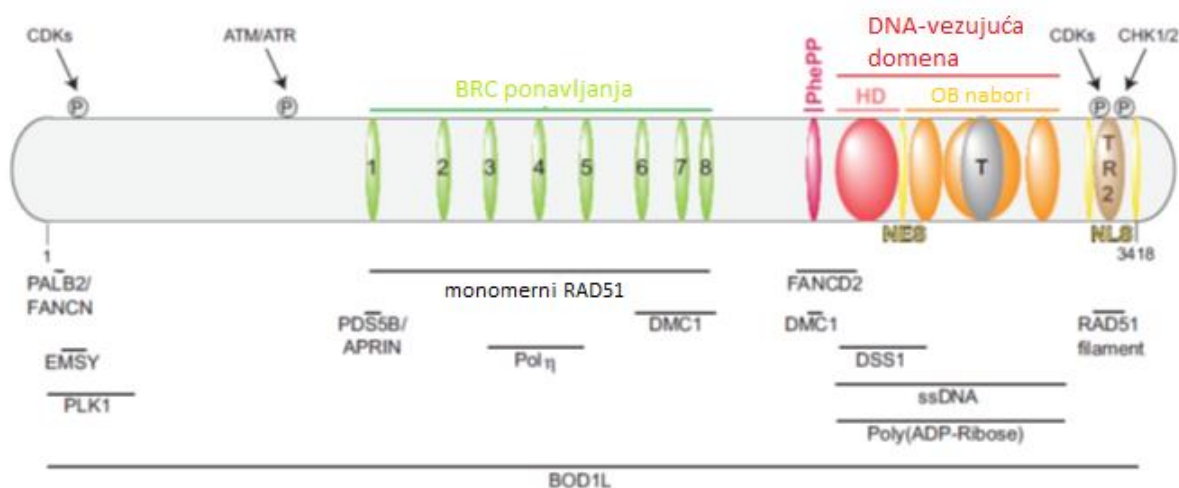 CDKs
ATM/ATR
BRC ponavljanja
PhePP
DNA-vezujuća
domena
HD
OB nabori
CDKs
CHK1/2
P
P
P
P
1
2
3
4
5
6
7
8
T
T
R
2
NES
NLS
1
3418
PALB2/
FANCN
monomerni RAD51
FANCD2
PDS5B/
APRIN
DMC1
DMC1
RAD51
filament
EMSY
Pol η
DSS1
PLK1
ssDNA
Poly(ADP-Ribose)
BOD1L